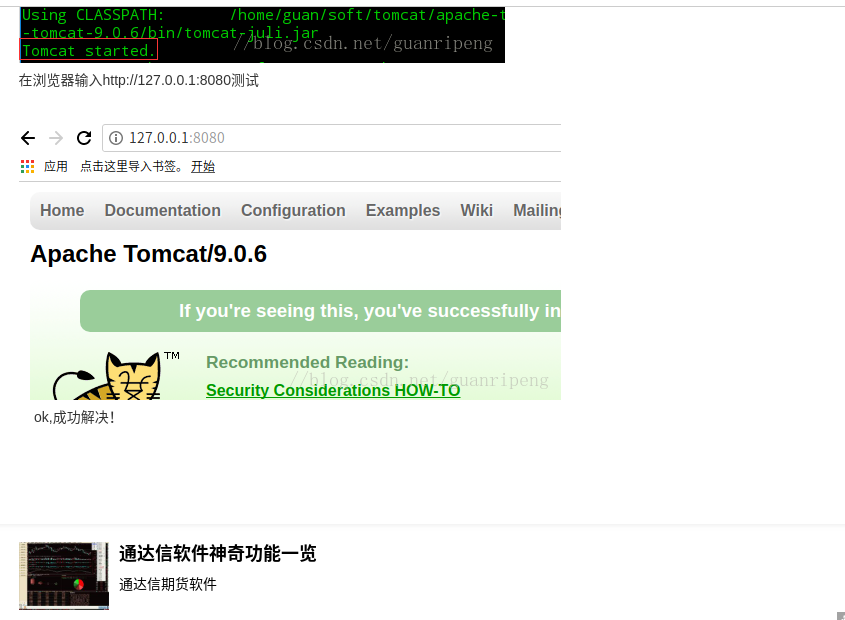 Using CLASSPATH: /home/guan/soft/tomcat/apache-t
-tomcat-9.0.6/bin/tomcat-juli.jar
//blog.csdn.net/guanripeng
Tomcat started.
在浏览器输入http://127.0.0.1:8080测试
127.0.0.1:8080
应用 点击这里导入书签。 开始
Home Documentation Configuration Examples Wiki Mailing
Apache Tomcat/9.0.6
If you're seeing this, you've successfully in
TM
Recommended Reading:
//blog.csdn.net/guanripeng
Security Considerations HOW-TO
ok,成功解决！
通达信软件神奇功能一览
通达信期货软件